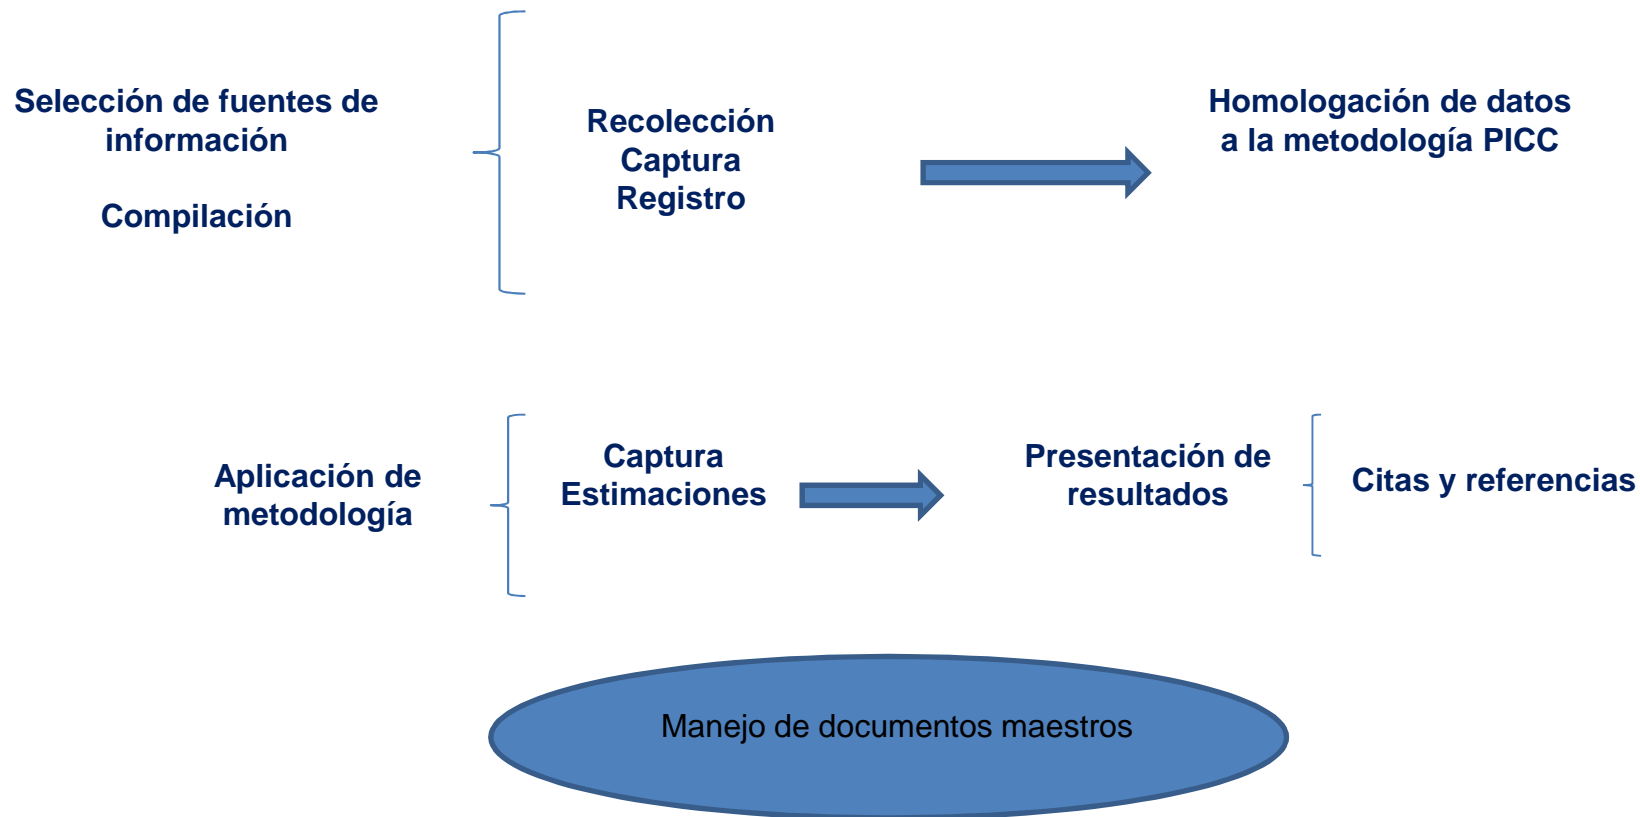 Selección de fuentes de
información
Compilación
Recolección
Captura
Registro
Homologación de datos
a la metodología PICC
Aplicación de
metodología
Captura
Estimaciones
Presentación de
resultados
Citas y referencias
Manejo de documentos maestros